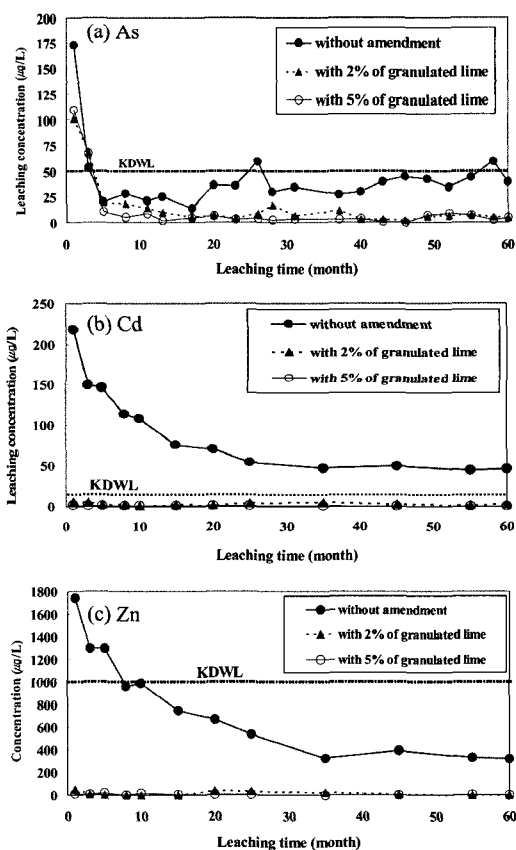 200
(a) As
175
150
125
100
75
50
25
0
Leaching concentration (µg/L)
without amendment
with 2% of granulated lime
with 5% of granulated lime
KDWL
0 10 20 30 40 50 60
Leaching time (month)
250
(b) Cd
200
150
100
50
0
Leaching concentration (µg/L)
without amendment
with 2% of granulated lime
with 5% of granulated lime
KDWL
0 10 20 30 40 50 60
Leaching time (month)
1800
(c) Zn
1600
1400
1200
1000
800
600
400
200
0
Concentration (µg/L)
without amendment
with 2% of granulated lime
with 5% of granulated lime
KDWL
0 10 20 30 40 50 60
Leaching time (month)